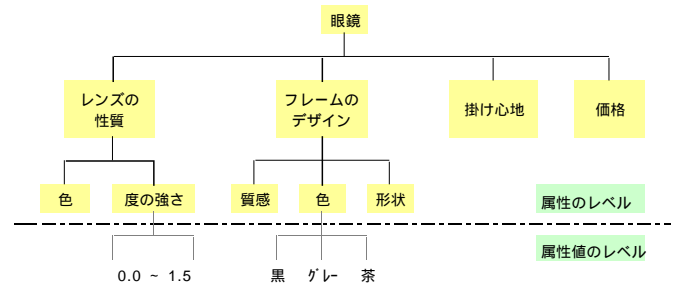 眼鏡
レンズの
性質
フレームの
デザイン
掛け心地
価格
色
度の強さ
質感
色
形状
属性のレベル
属性値のレベル
0.0 ~ 1.5
黒
グレー
茶